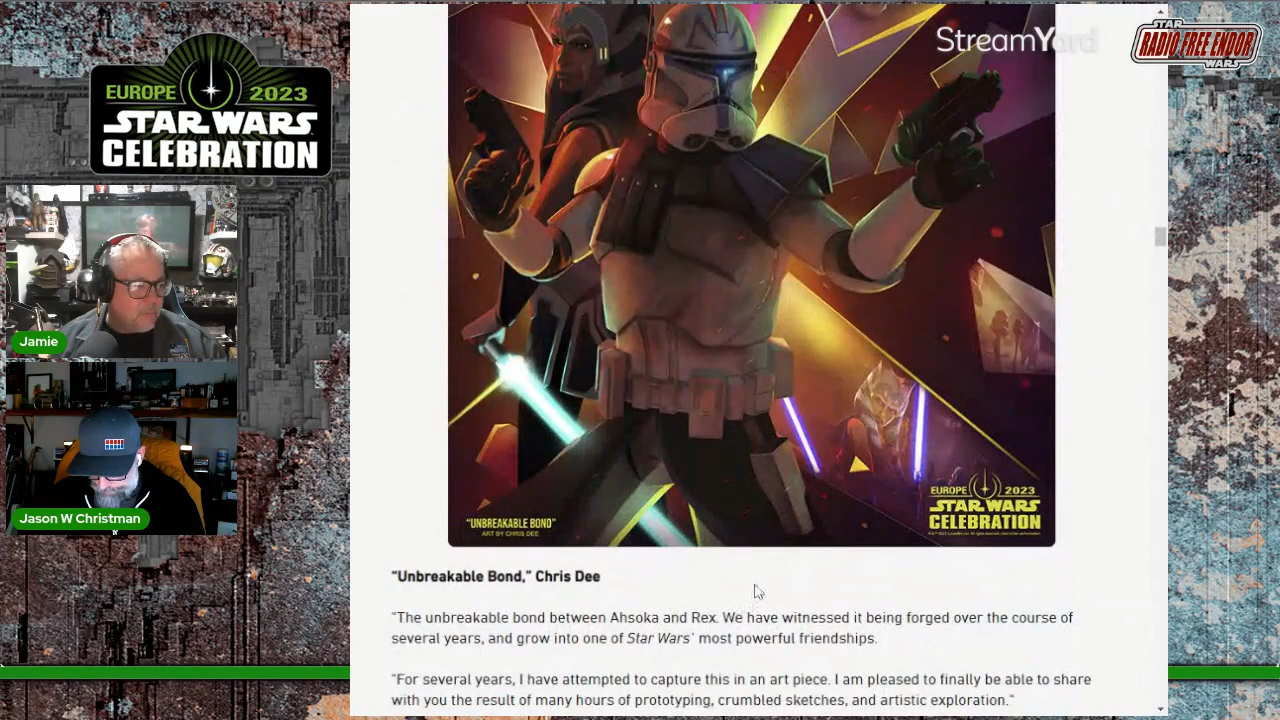 EUROPE 2023
STAR WARS
CELEBRATION
StreamYard
STAR
RADIO FREE ENDOR
WARS
Jamie
Jason W Christman
"UNBREAKABLE BOND"
ART BY CHRIS DEE
EUROPE 2023
STAR WARS
CELEBRATION
"Unbreakable Bond," Chris Dee
"The unbreakable bond between Ahsoka and Rex. We have witnessed it being forged over the course of
several years, and grow into one of Star Wars' most powerful friendships.
"For several years, I have attempted to capture this in an art piece. I am pleased to finally be able to share
with you the result of many hours of prototyping, crumbled sketches, and artistic exploration."